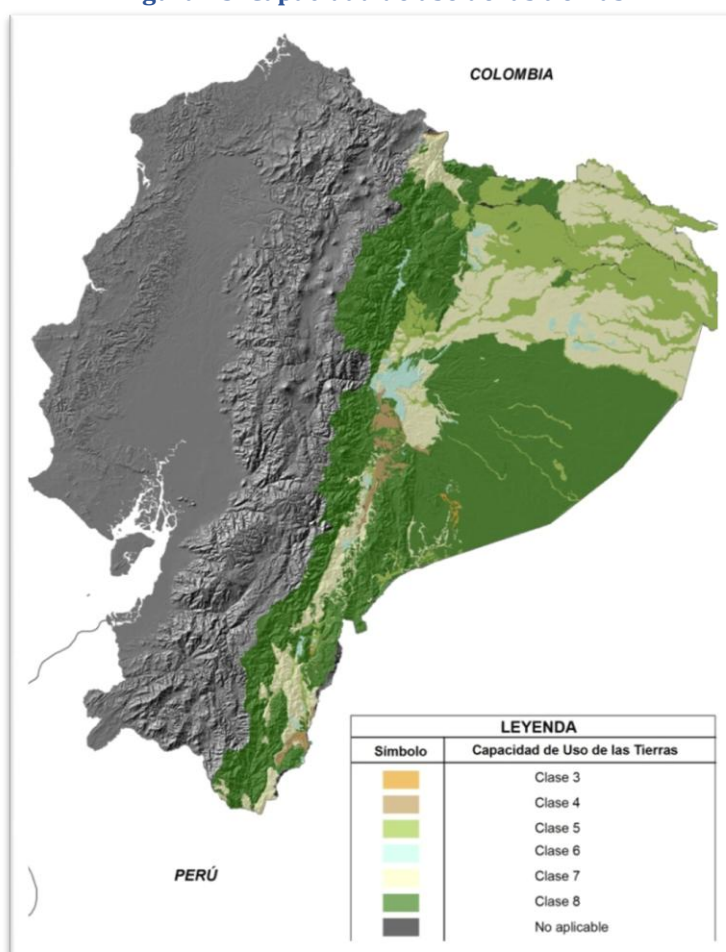 COLOMBIA
LEYENDA
Símbolo Capacidad de Uso de las Tierras
Clase 3
Clase 4
Clase 5
Clase 6
Clase 7
Clase 8
No aplicable
PERÚ